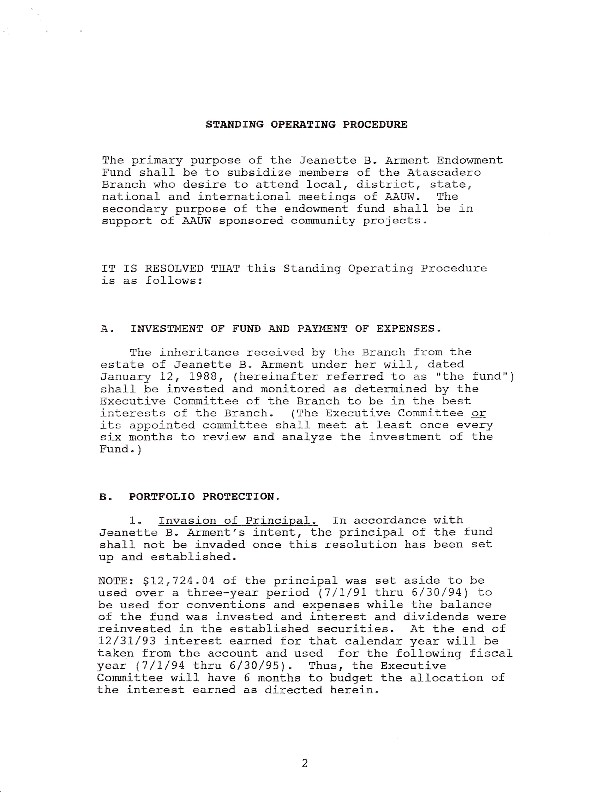 STANDING OPERATING PROCEDURE
The primary purpose of the Jeanette B. Arment Endowment
Fund shall be to subsidize members of the Atascadero
Branch who desire to attend local, district, state,
national and international meetings of AAUW. The
secondary purpose of the endowment fund shall be in
support of AAUW sponsored community projects.
IT IS RESOLVED THAT this Standing Operating Procedure
is as follows:
A. INVESTMENT OF FUND AND PAYMENT OF EXPENSES.
The inheritance received by the Branch from the
estate of Jeanette B. Arment under her will, dated
January 12, 1988, (hereinafter referred to as "the fund")
shall be invested and monitored as determined by the
Executive Committee of the Branch to be in the best
interests of the Branch. (The Executive Committee or
its appointed committee shall meet at least once every
six months to review and analyze the investment of the
Fund.)
B. PORTFOLIO PROTECTION.
1. Invasion of Principal. In accordance with
Jeanette B. Arment's intent, the principal of the fund
shall not be invaded once this resolution has been set
up and established.
NOTE: $12,724.04 of the principal was set aside to be
used over a three-year period (7/1/91 thru 6/30/94) to
be used for conventions and expenses while the balance
of the fund was invested and interest and dividends were
reinvested in the established securities. At the end of
12/31/93 interest earned for that calendar year will be
taken from the account and used for the following fiscal
year (7/1/94 thru 6/30/95). Thus, the Executive
Committee will have 6 months to budget the allocation of
the interest earned as directed herein.
2